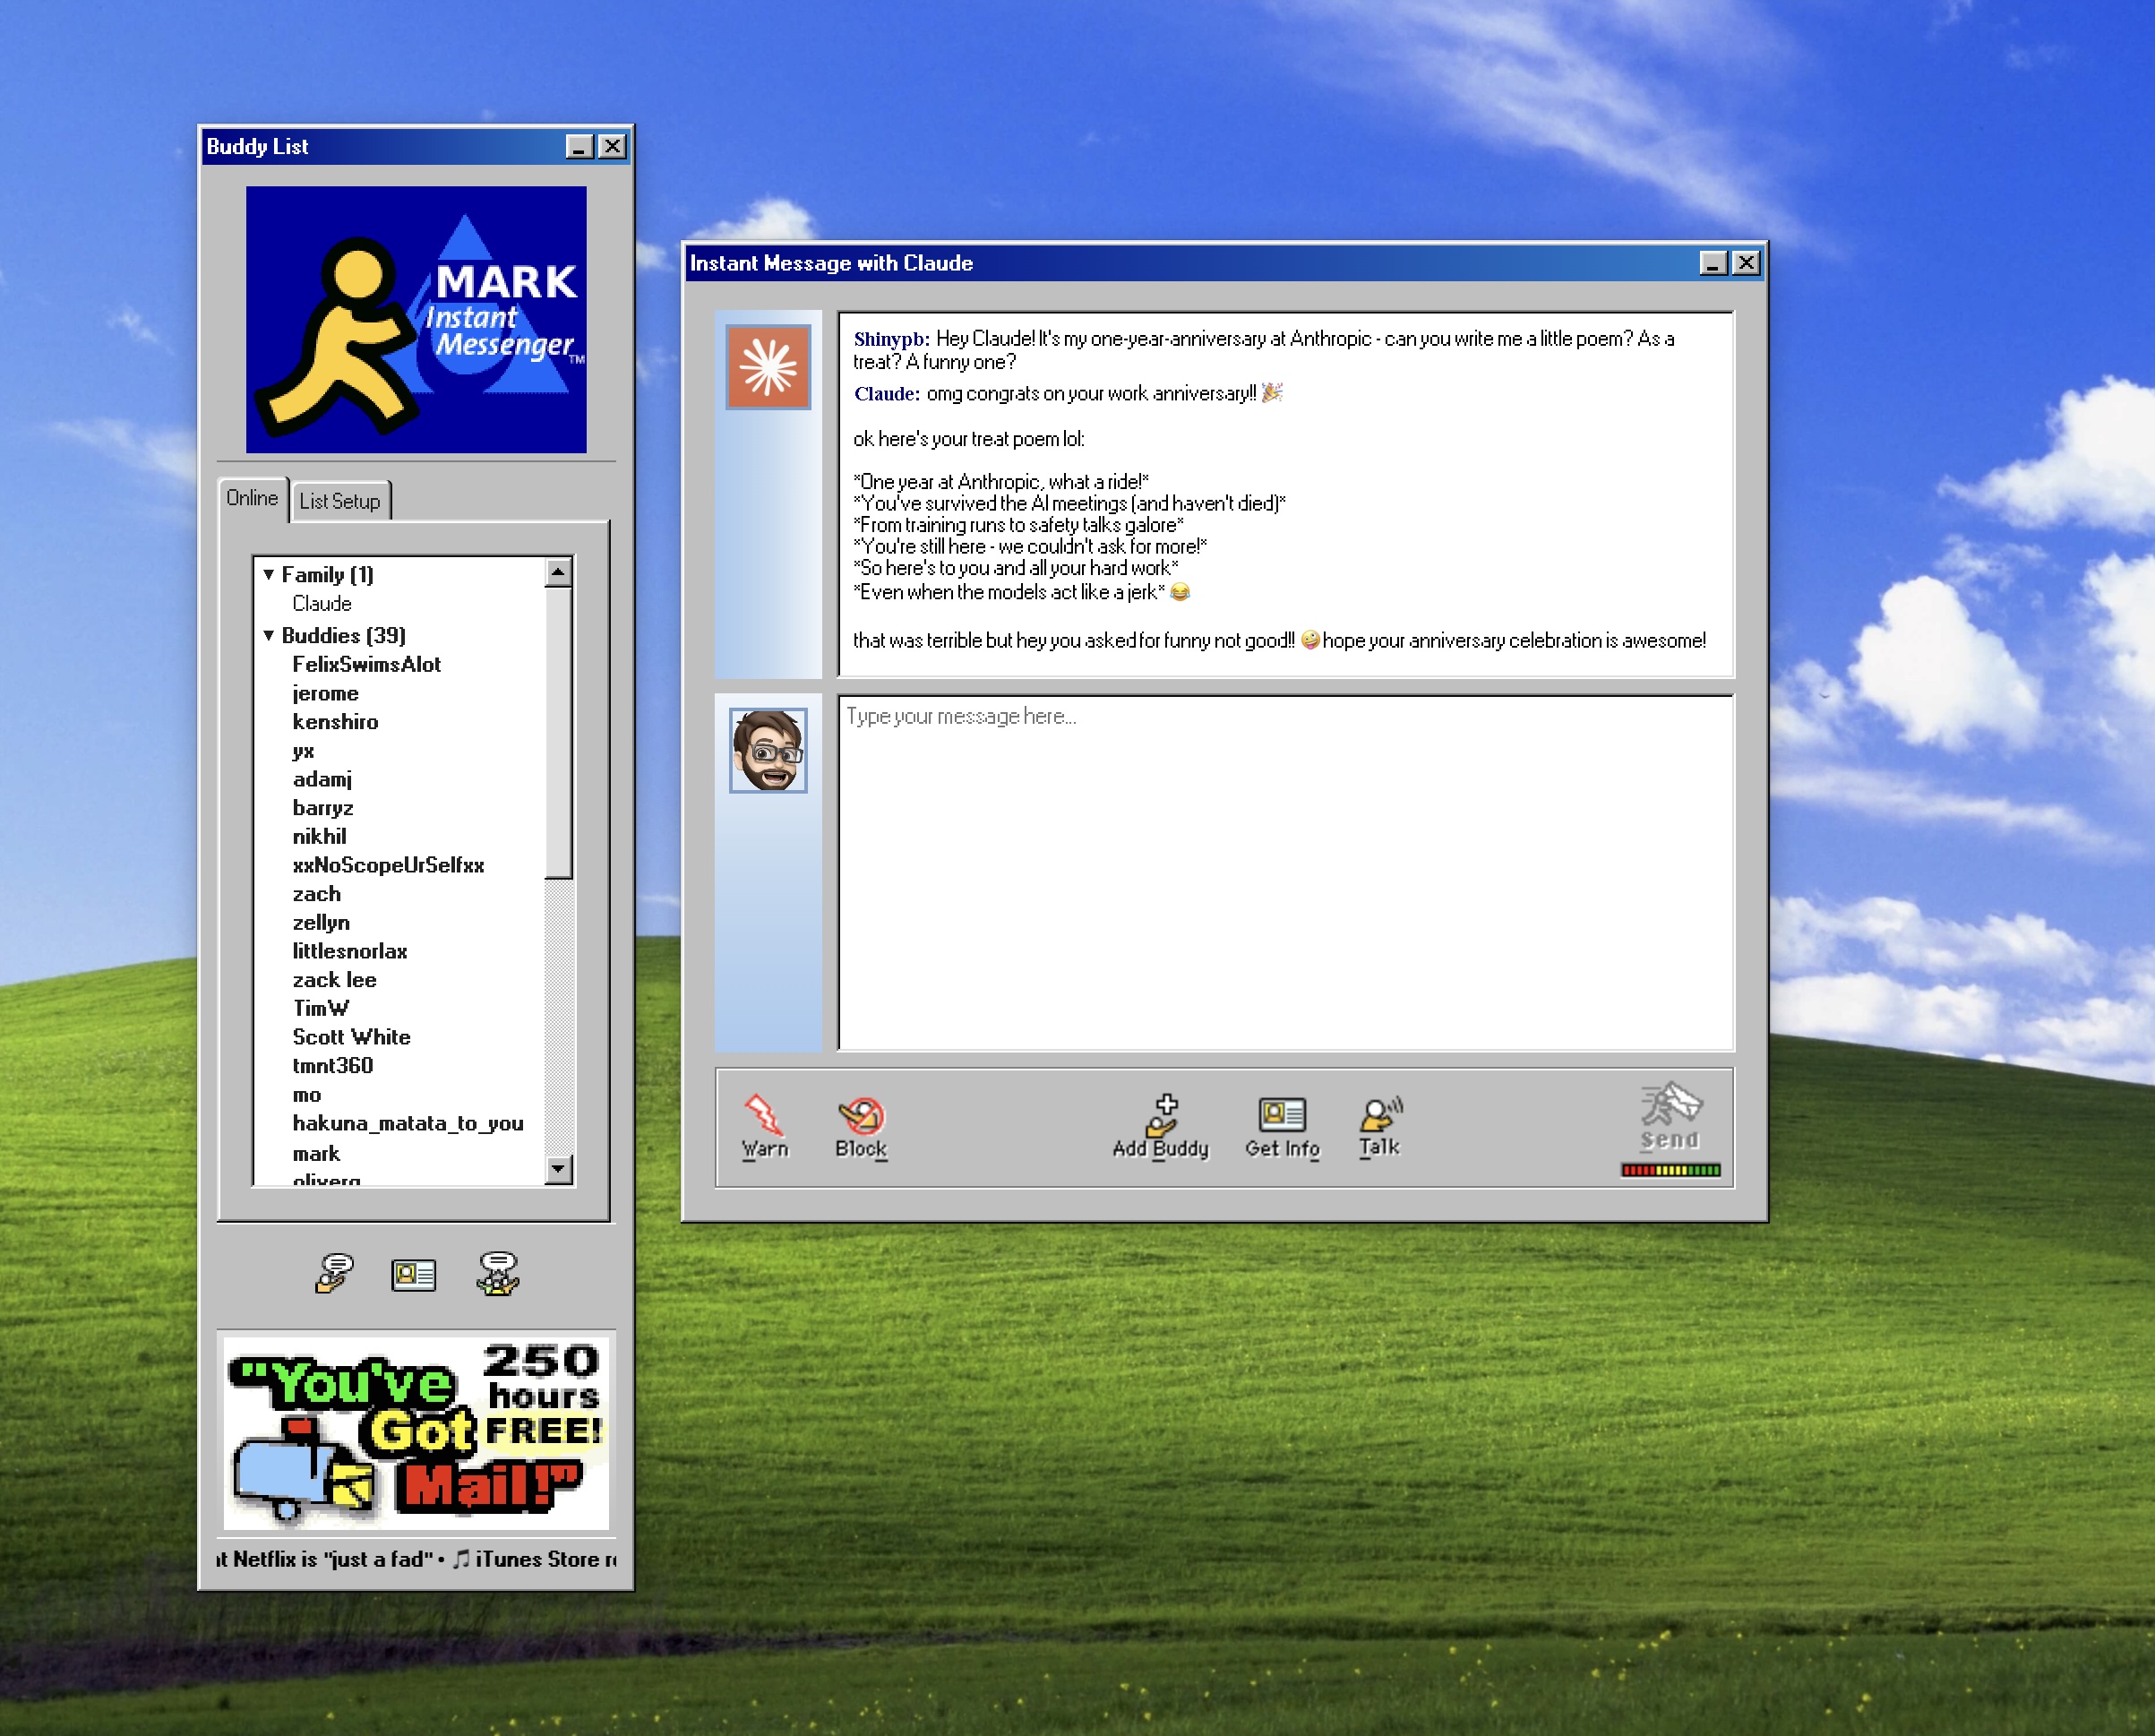 Buddy List
MARK
Instant
Messenger
TM
Online
List Setup
▼ Family (1)
Claude
▼ Buddies (39)
FelixSwimsAlot
jerome
kenshiro
yx
adamj
barryz
nikhil
xxNoScopeUrSelfxx
zach
zellyn
littlesnorlax
zack lee
TimW
Scott White
tmnt360
mo
hakuna_matata_to_you
mark
oliverg
"You've
Got
Mail!"
250
hours
FREE!
Netflix is "just a fad" • 🎵 iTunes Store
Instant Message with Claude
Shinypb: Hey Claude! It's my one-year-anniversary at Anthropic - can you write me a little poem? As a
treat? A funny one?
Claude: omg congrats on your work anniversary!! 🎉
ok here's your treat poem lol:
*One year at Anthropic, what a ride!*
*You've survived the AI meetings (and haven't died)*
*From training runs to safety talks galore*
*You're still here - we couldn't ask for more!*
*So here's to you and all your hard work*
*Even when the models act like a jerk* 😂
that was terrible but hey you asked for funny not good!! 🤪 hope your anniversary celebration is awesome!
Type your message here...
Warn
Block
Add Buddy
Get Info
Talk
Send